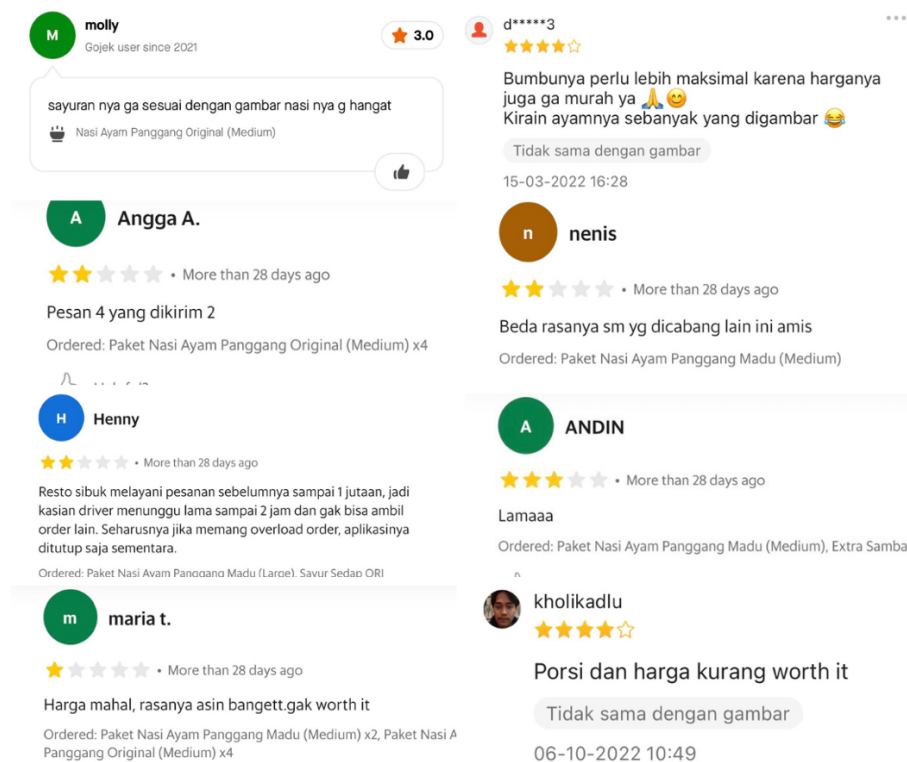 M
molly
Gojek user since 2021
3.0
sayuran nya ga sesuai dengan gambar nasi nya g hangat
Nasi Ayam Panggang Original (Medium)
A
Angga A.
• More than 28 days ago
Pesan 4 yang dikirim 2
Ordered: Paket Nasi Ayam Panggang Original (Medium) x4
H
Henny
• More than 28 days ago
Resto sibuk melayani pesanan sebelumnya sampai 1 jutaan, jadi
kasian driver menunggu lama sampai 2 jam dan gak bisa ambil
order lain. Seharusnya jika memang overload order, aplikasinya
ditutup saja sementara.
Ordered: Paket Nasi Ayam Panggang Madu (Large), Sayur Sedap ORI
m
maria t.
• More than 28 days ago
Harga mahal, rasanya asin bangett.gak worth it
Ordered: Paket Nasi Ayam Panggang Madu (Medium) x2, Paket Nasi A
Panggang Original (Medium) x4
d*****3
Bumbunya perlu lebih maksimal karena harganya
juga ga murah ya 🙏😊
Kirain ayamnya sebanyak yang digambar 😂
Tidak sama dengan gambar
15-03-2022 16:28
n
nenis
• More than 28 days ago
Beda rasanya sm yg dicabang lain ini amis
Ordered: Paket Nasi Ayam Panggang Madu (Medium)
A
ANDIN
• More than 28 days ago
Lamaaa
Ordered: Paket Nasi Ayam Panggang Madu (Medium), Extra Samba
kholikadlu
Porsi dan harga kurang worth it
Tidak sama dengan gambar
06-10-2022 10:49